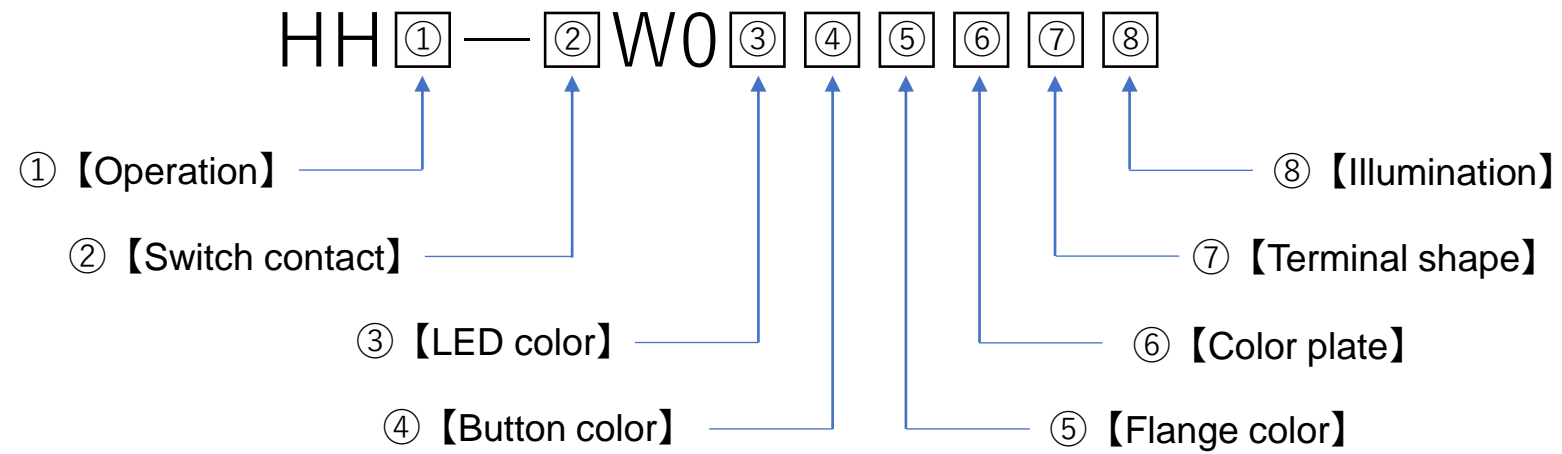 HH①—②W0③④⑤⑥⑦⑧
①【Operation】
⑧【Illumination】
②【Switch contact】
⑦【Terminal shape】
③【LED color】
⑥【Color plate】
④【Button color】
⑤【Flange color】